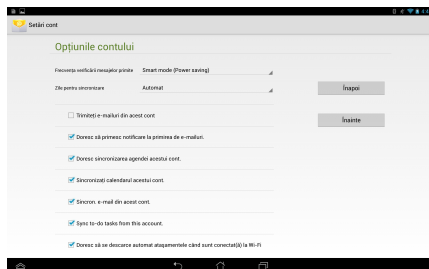 Setări cont
Opțiunile contului
Frecvența verificării mesajelor primite Smart mode (Power saving)
Zile pentru sincronizare Automat
Înapoi
Trimiteți e-mailuri din acest cont
Înainte
Doresc să primesc notificare la primirea de e-mailuri.
Doresc sincronizarea agendei acestui cont.
Sincronizați calendarul acestui cont.
Sincron. e-mail din acest cont.
Sync to-do tasks from this account.
Doresc să se descarce automat atașamentele când sunt conectat(ă) la Wi-Fi